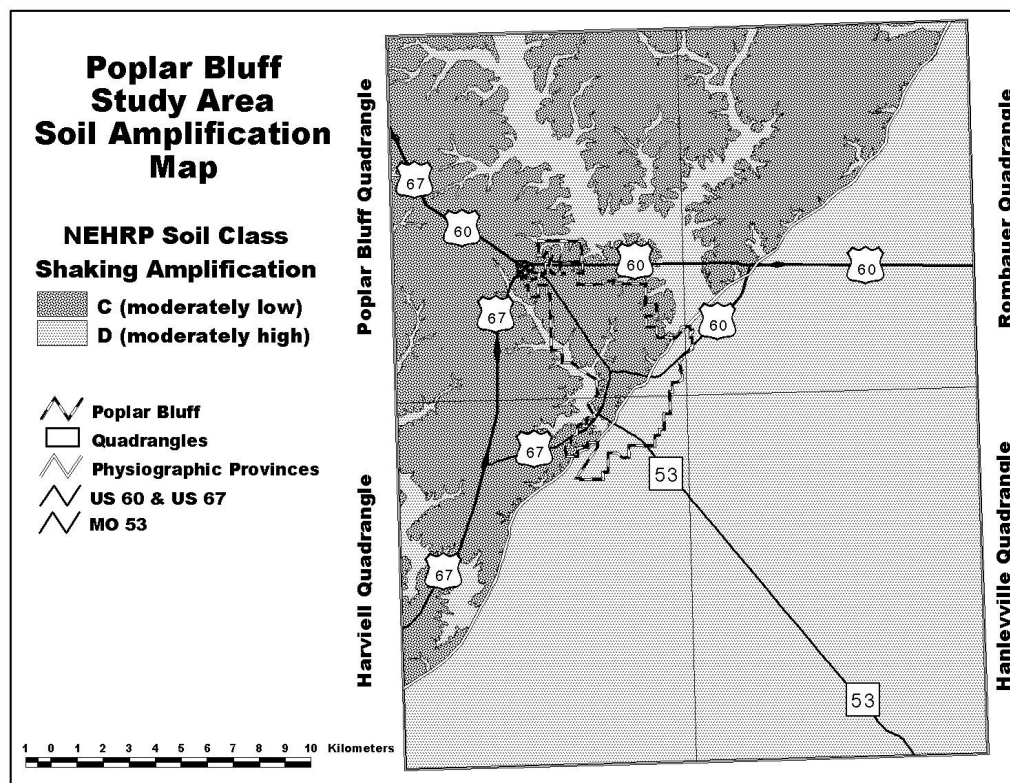 Poplar Bluff
Study Area
Soil Amplification
Map
NEHRP Soil Class
Shaking Amplification
C (moderately low)
D (moderately high)
Poplar Bluff
Quadrangles
Physiographic Provinces
US 60 & US 67
MO 53
1 0 1 2 3 4 5 6 7 8 9 10 Kilometers
Poplar Bluff Quadrangle
Harviell Quadrangle
Rombauer Quadrangle
Hanleyville Quadrangle
67
60
60
60
67
60
67
53
67
53